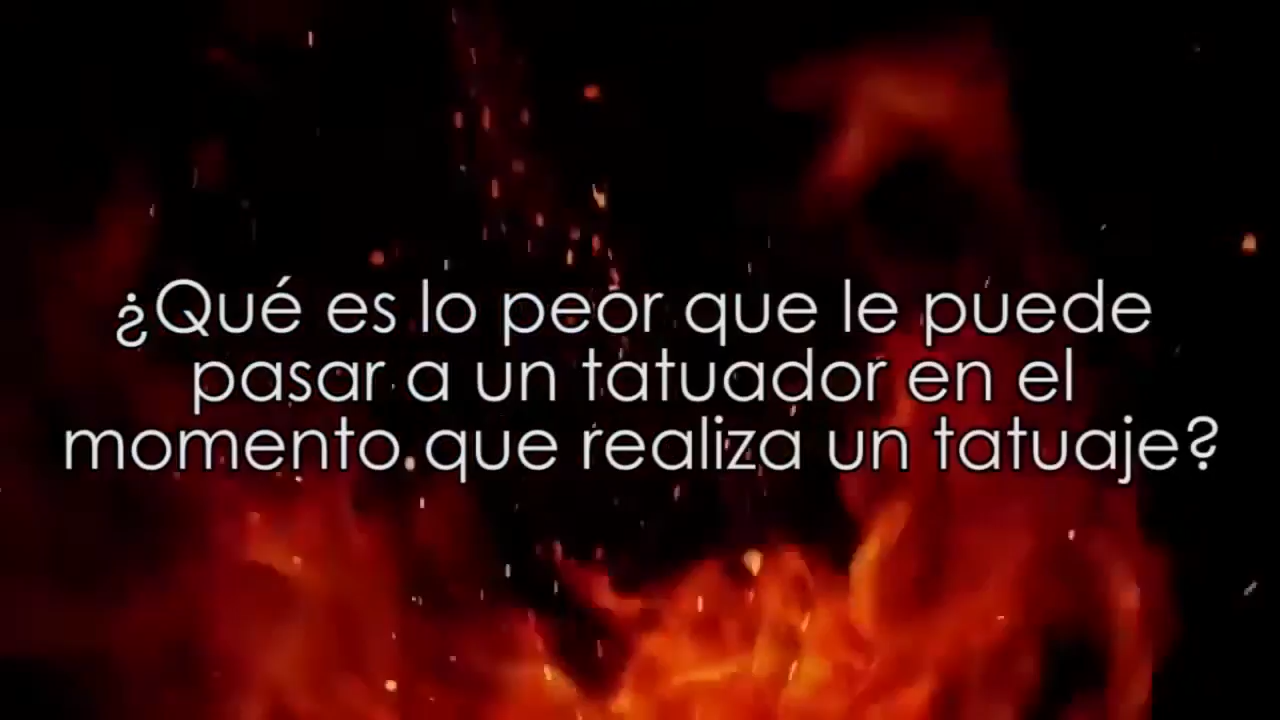 ¿Qué es lo peor que le puede
pasar a un tatuador en el
momento que realiza un tatuaje?